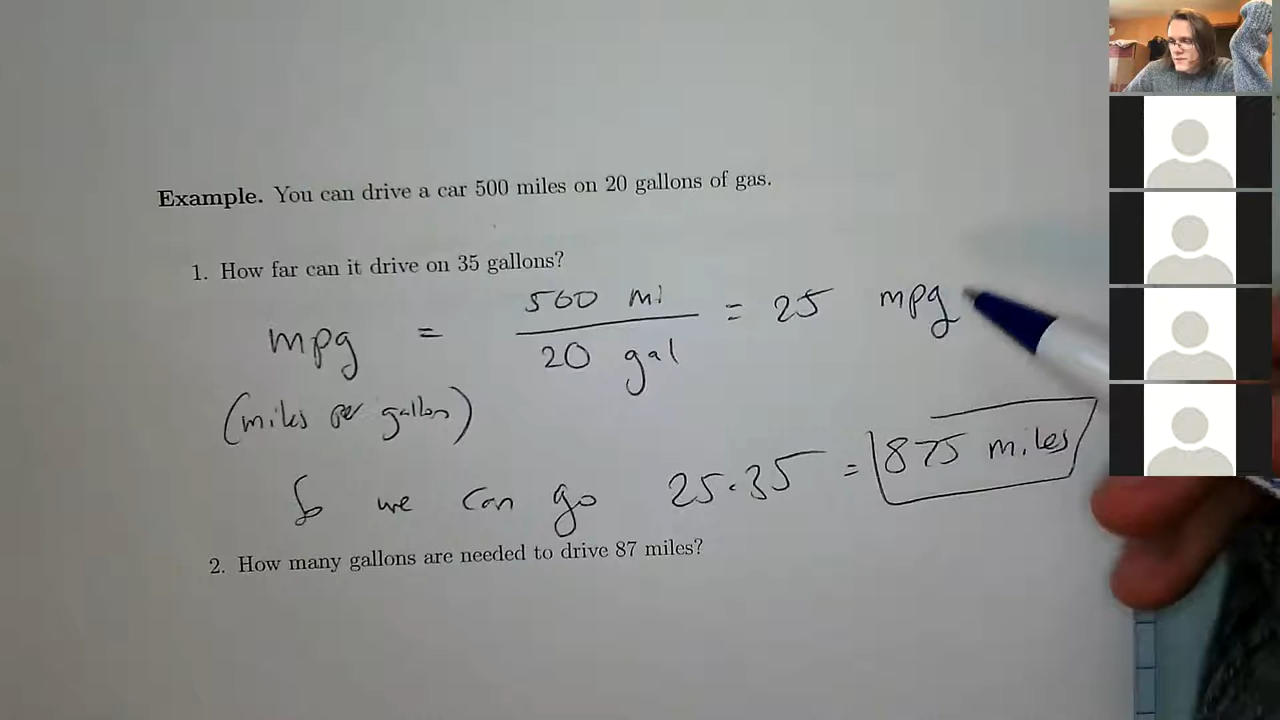 Example. You can drive a car 500 miles on 20 gallons of gas.
1. How far can it drive on 35 gallons?
mpg = 500 mi / 20 gal = 25 mpg
(miles per gallon)
So we can go 25·35 = 875 miles
2. How many gallons are needed to drive 87 miles?